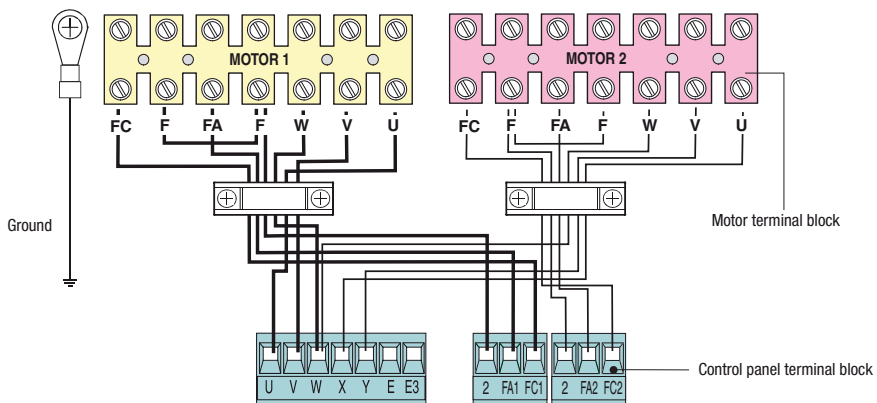 MOTOR 1
MOTOR 2
FC F FA F W V U
FC F FA F W V U
Ground
Motor terminal block
U V W X Y E E3
2 FA1 FC1
2 FA2 FC2
Control panel terminal block